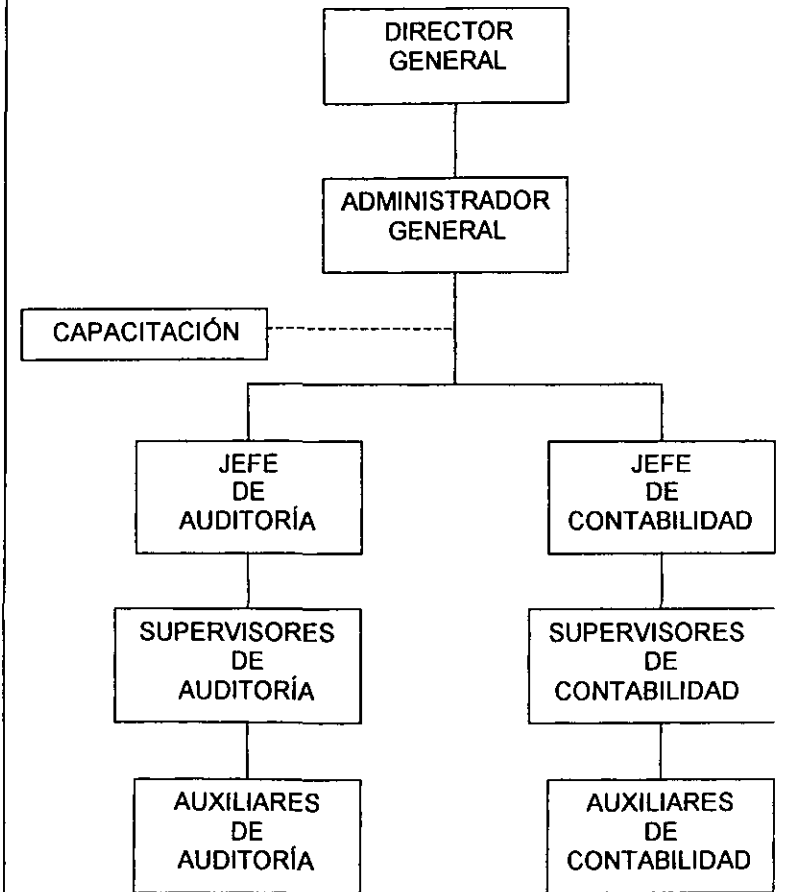 DIRECTOR
GENERAL
ADMINISTRADOR
GENERAL
CAPACITACIÓN
JEFE
DE
AUDITORÍA
JEFE
DE
CONTABILIDAD
SUPERVISORES
DE
AUDITORÍA
SUPERVISORES
DE
CONTABILIDAD
AUXILIARES
DE
AUDITORÍA
AUXILIARES
DE
CONTABILIDAD